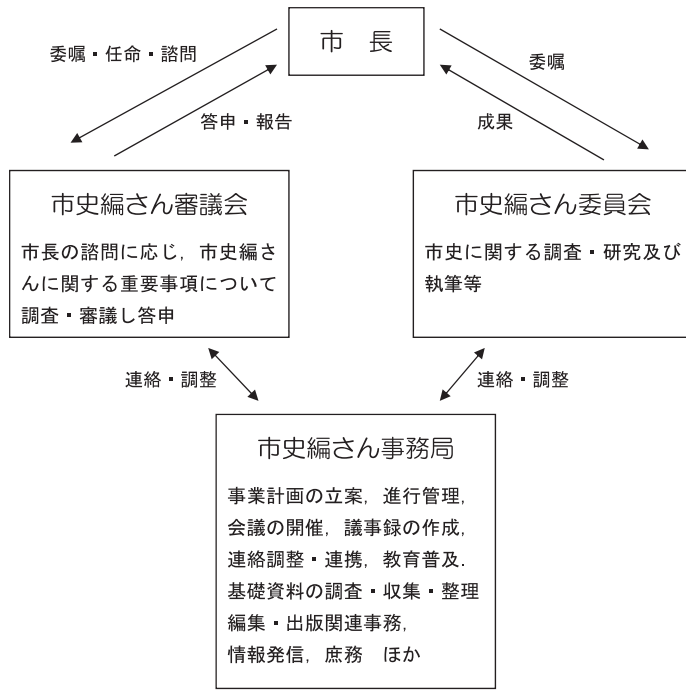 市　長
委嘱・任命・諮問
委嘱
答申・報告
成果
市史編さん審議会
市長の諮問に応じ，市史編さ
んに関する重要事項について
調査・審議し答申
市史編さん委員会
市史に関する調査・研究及び
執筆等
連絡・調整
連絡・調整
市史編さん事務局
事業計画の立案，進行管理，
会議の開催，議事録の作成，
連絡調整・連携，教育普及．
基礎資料の調査・収集・整理
編集・出版関連事務，
情報発信，庶務　ほか